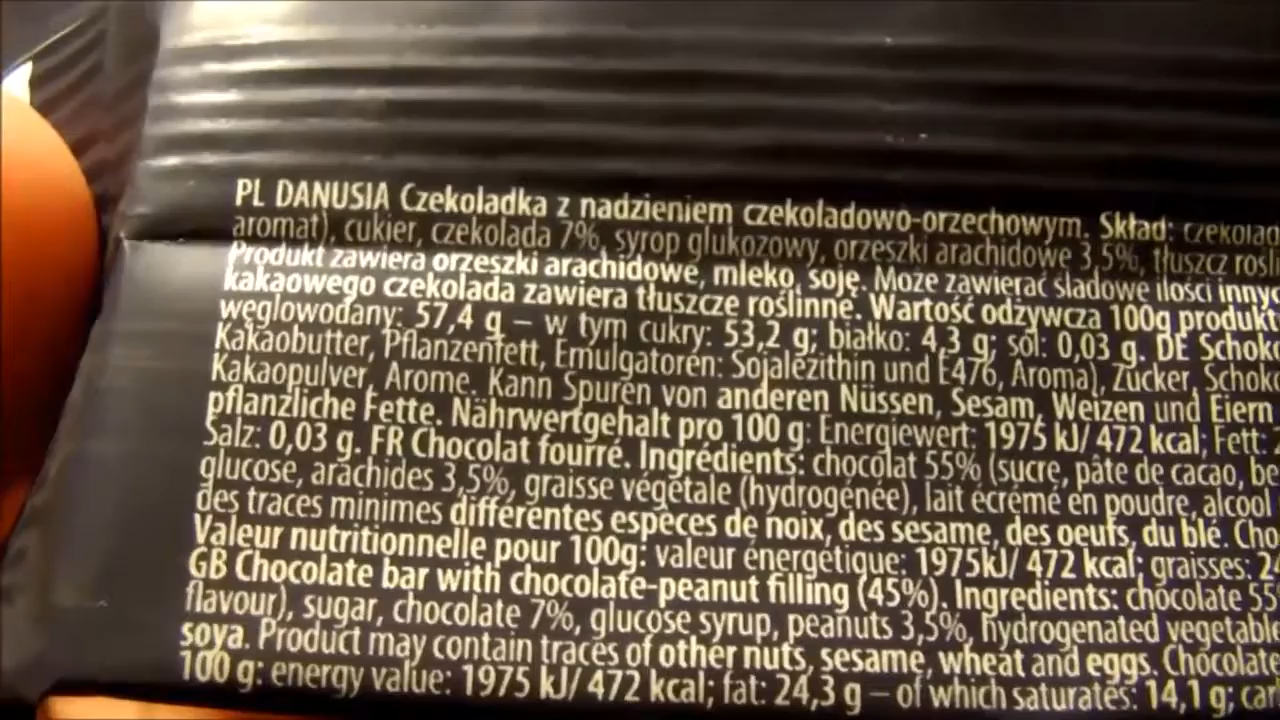 PL DANUSIA Czekoladka z nadzieniem czekoladowo-orzechowym. Skład: czekolad
aromat), cukier, czekolada 7%, syrop glukozowy, orzeszki arachidowe 3,5%, tłuszcz rośli
Produkt zawiera orzeszki arachidowe, mleko, soję. Może zawierać śladowe ilości innyc
kakaowego czekolada zawiera tłuszcze roślinne. Wartość odżywcza 100g produkt
węglowodany: 57,4 g – w tym cukry: 53,2 g; białko: 4,3 g; sól: 0,03 g. DE Schoko
Kakaobutter, Pflanzenfett, Emulgatoren: Sojalezithin und E476, Aroma), Zucker, Schoko
Kakaopulver, Arome. Kann Spuren von anderen Nüssen, Sesam, Weizen und Eiern
pflanzliche Fette. Nährwertgehalt pro 100 g: Energiewert: 1975 kJ/ 472 kcal; Fett: 2
Salz: 0,03 g. FR Chocolat fourré. Ingrédients: chocolat 55% (sucre, pâte de cacao, be
glucose, arachides 3,5%, graisse végétale (hydrogénée), lait écrémé en poudre, alcool
des traces minimes différentes espèces de noix, des sesame, des oeufs, du blé. Cho
Valeur nutritionnelle pour 100g: valeur énergétique: 1975kJ/ 472 kcal; graisses: 24
GB Chocolate bar with chocolate-peanut filling (45%). Ingredients: chocolate 55
flavour), sugar, chocolate 7%, glucose syrup, peanuts 3,5%, hydrogenated vegetable
soya. Product may contain traces of other nuts, sesame, wheat and eggs. Chocolate
100 g: energy value: 1975 kJ/ 472 kcal; fat: 24,3 g – of which saturates: 14,1 g; car